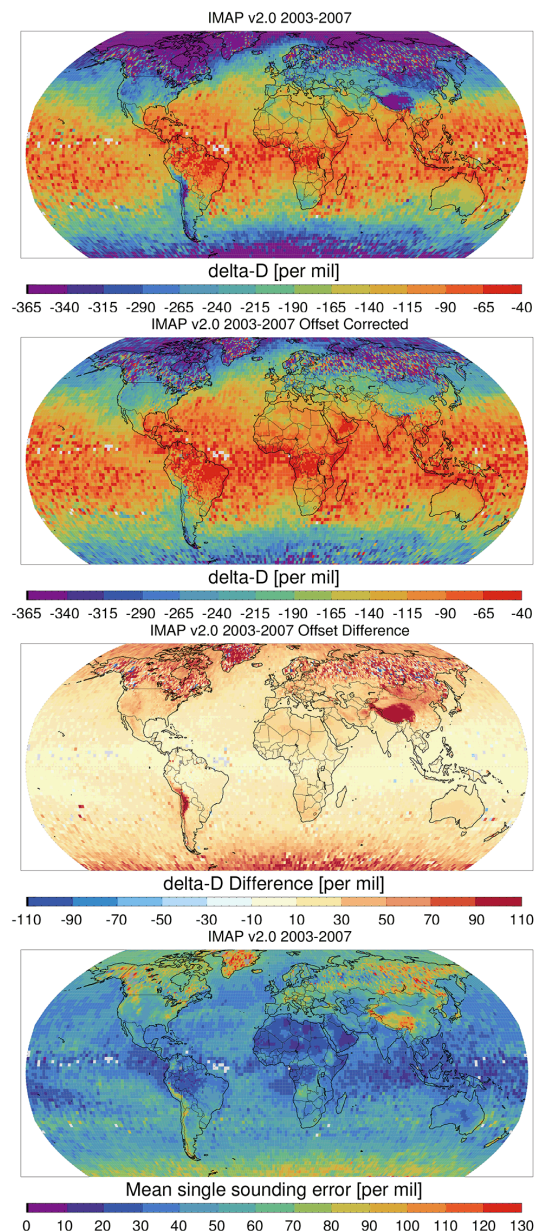 IMAP v2.0 2003-2007
delta-D [per mil]
-365 -340 -315 -290 -265 -240 -215 -190 -165 -140 -115 -90 -65 -40
IMAP v2.0 2003-2007 Offset Corrected
delta-D [per mil]
-365 -340 -315 -290 -265 -240 -215 -190 -165 -140 -115 -90 -65 -40
IMAP v2.0 2003-2007 Offset Difference
delta-D Difference [per mil]
-110 -90 -70 -50 -30 -10 10 30 50 70 90 110
IMAP v2.0 2003-2007
Mean single sounding error [per mil]
0 10 20 30 40 50 60 70 80 90 100 110 120 130